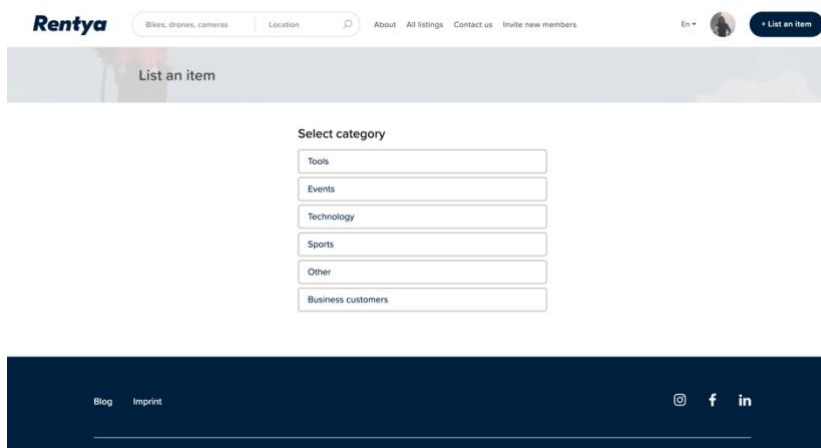 Rentya
Bikes, drones, cameras
Location
About All listings Contact us Invite new members
En
+ List an item
List an item
Select category
Tools
Events
Technology
Sports
Other
Business customers
Blog Imprint